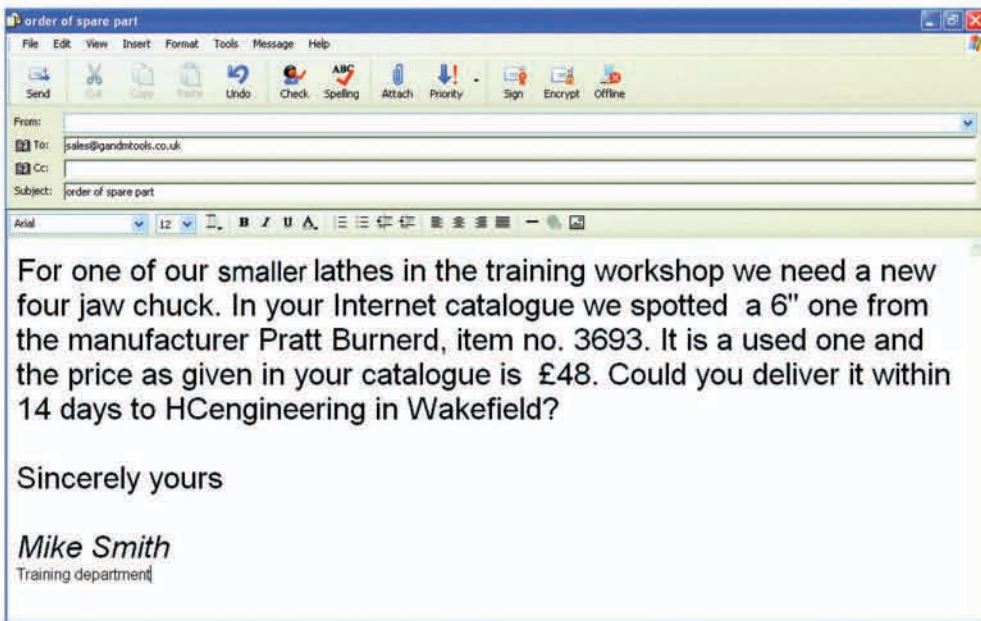 order of spare part
File Edit View Insert Format Tools Message Help
Send Cut Copy Paste Undo Check Spelling Attach Priority Sign Encrypt Offline
From:
To: sales@gandmtools.co.uk
Cc:
Subject: order of spare part
Arial 12 B I U A
For one of our smaller lathes in the training workshop we need a new
four jaw chuck. In your Internet catalogue we spotted a 6" one from
the manufacturer Pratt Burnerd, item no. 3693. It is a used one and
the price as given in your catalogue is £48. Could you deliver it within
14 days to HCengineering in Wakefield?
Sincerely yours
Mike Smith
Training department